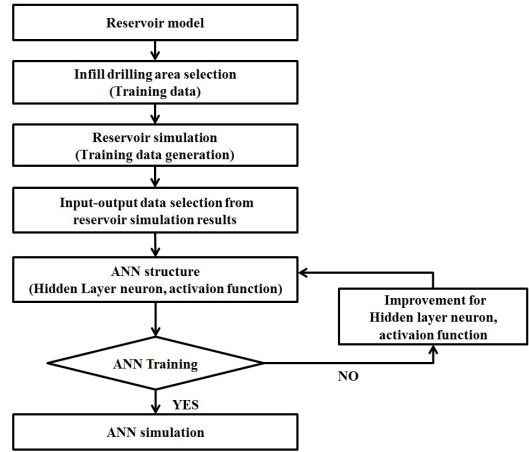 Reservoir model
Infill drilling area selection
(Training data)
Reservoir simulation
(Training data generation)
Input-output data selection from
reservoir simulation results
ANN structure
(Hidden Layer neuron, activaion function)
Improvement for
Hidden layer neuron,
activaion function
ANN Training
NO
YES
ANN simulation